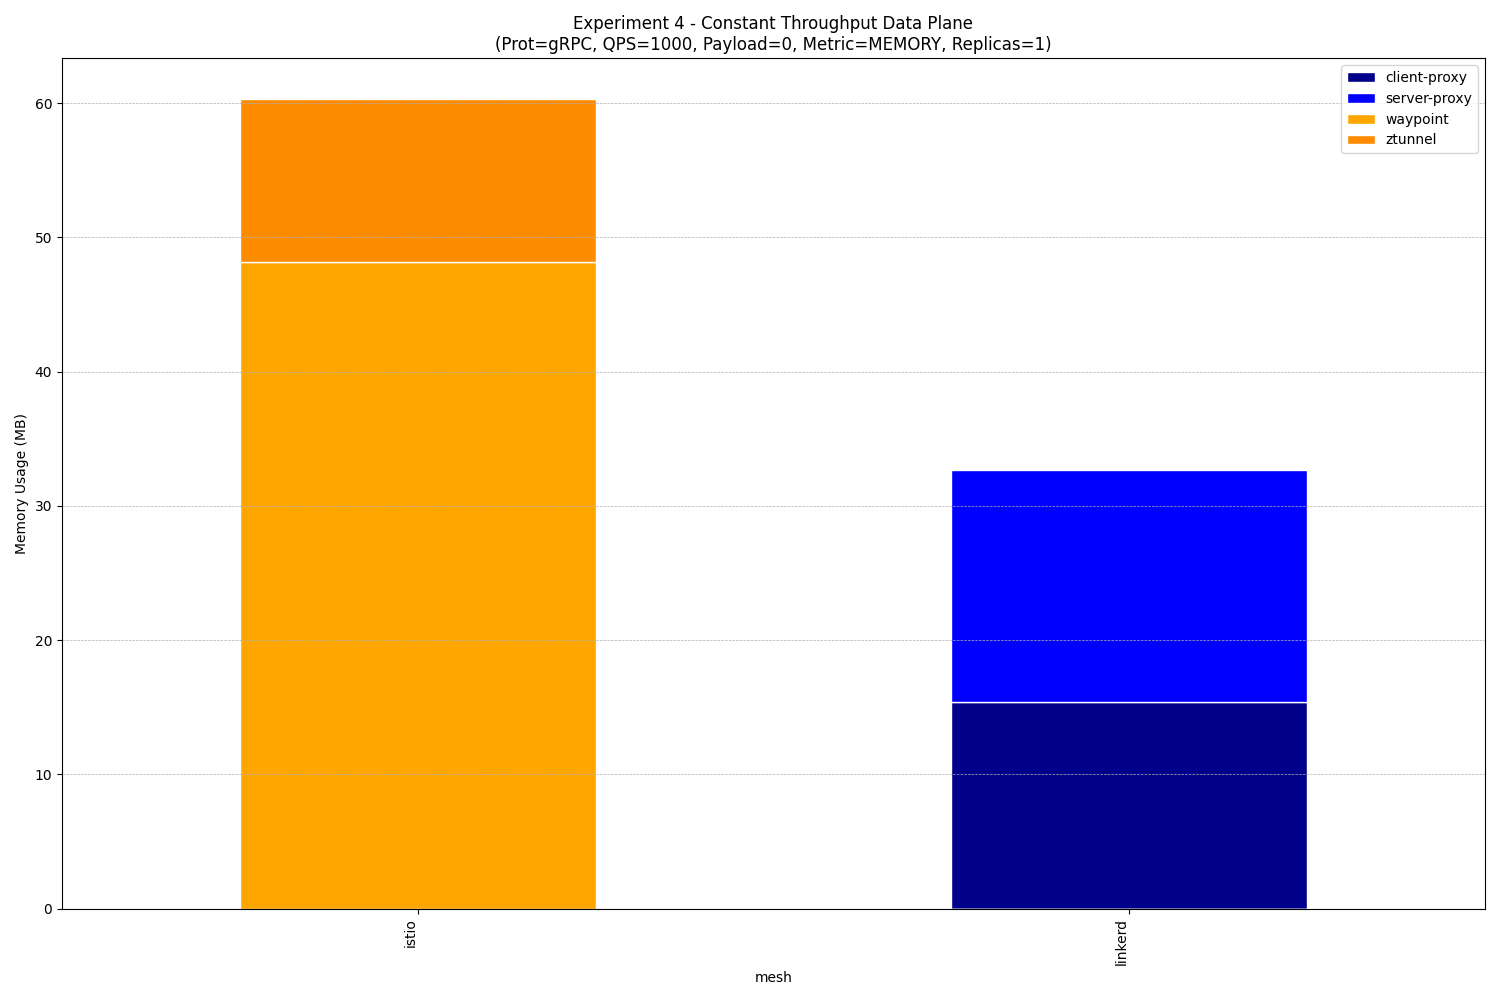 Experiment 4 - Constant Throughput Data Plane
(Prot=gRPC, QPS=1000, Payload=0, Metric=MEMORY, Replicas=1)
client-proxy
server-proxy
waypoint
ztunnel
Memory Usage (MB)
60
50
40
30
20
10
0
istio
linkerd
mesh